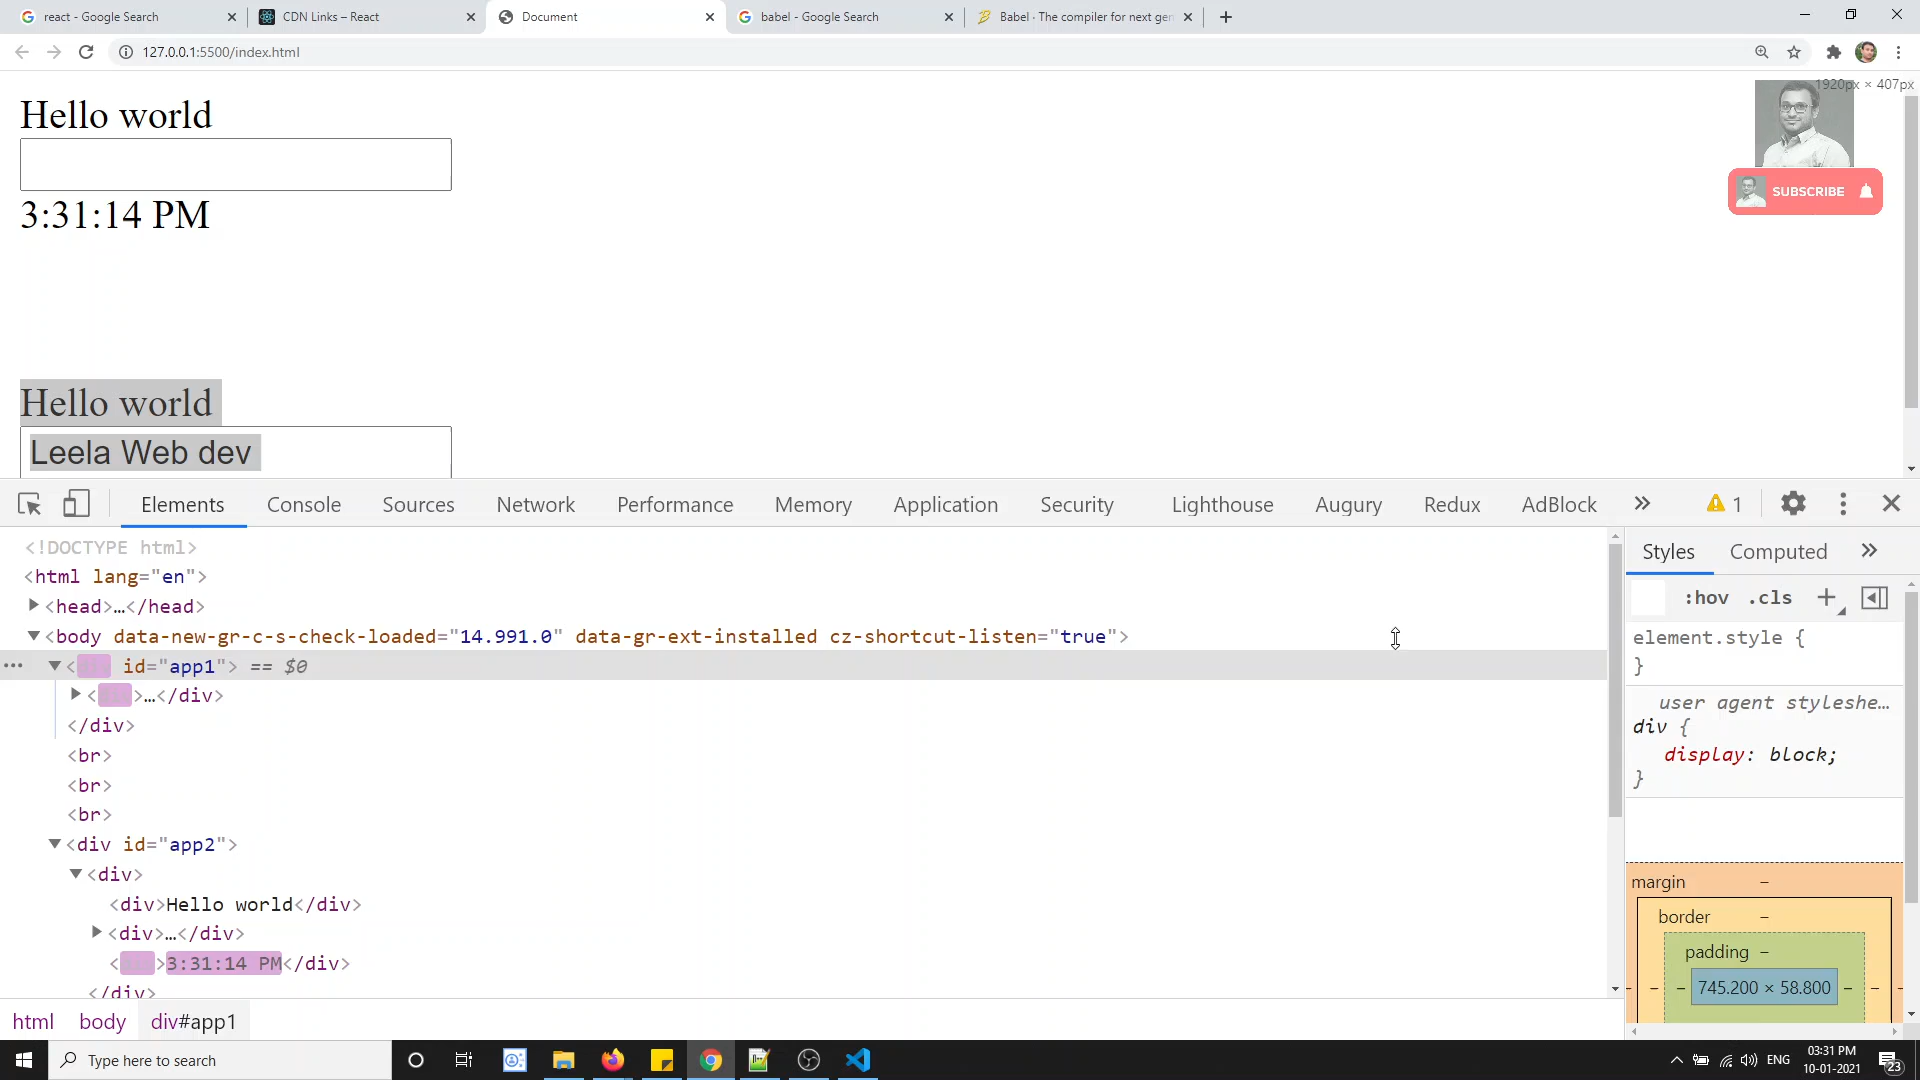 react - Google Search
CDN Links – React
Document
babel - Google Search
Babel · The compiler for next gen
127.0.0.1:5500/index.html
1920px × 407px
Hello world
SUBSCRIBE
3:31:14 PM
Hello world
Leela Web dev
Elements Console Sources Network Performance Memory Application Security Lighthouse Augury Redux AdBlock » 1
<!DOCTYPE html>
<html lang="en">
<head>…</head>
<body data-new-gr-c-s-check-loaded="14.991.0" data-gr-ext-installed cz-shortcut-listen="true">
< id="app1"> == $0
< >…</div>
</div>
<br>
<br>
<br>
<div id="app2">
<div>
<div>Hello world</div>
<div>…</div>
< >3:31:14 PM</div>
</div>
html body div#app1
Styles Computed »
:hov .cls +
element.style {
}
user agent styleshe…
div {
display: block;
}
margin –
border –
padding –
– – – 745.200 × 58.800 – – –
Type here to search
ENG
03:31 PM
10-01-2021
23